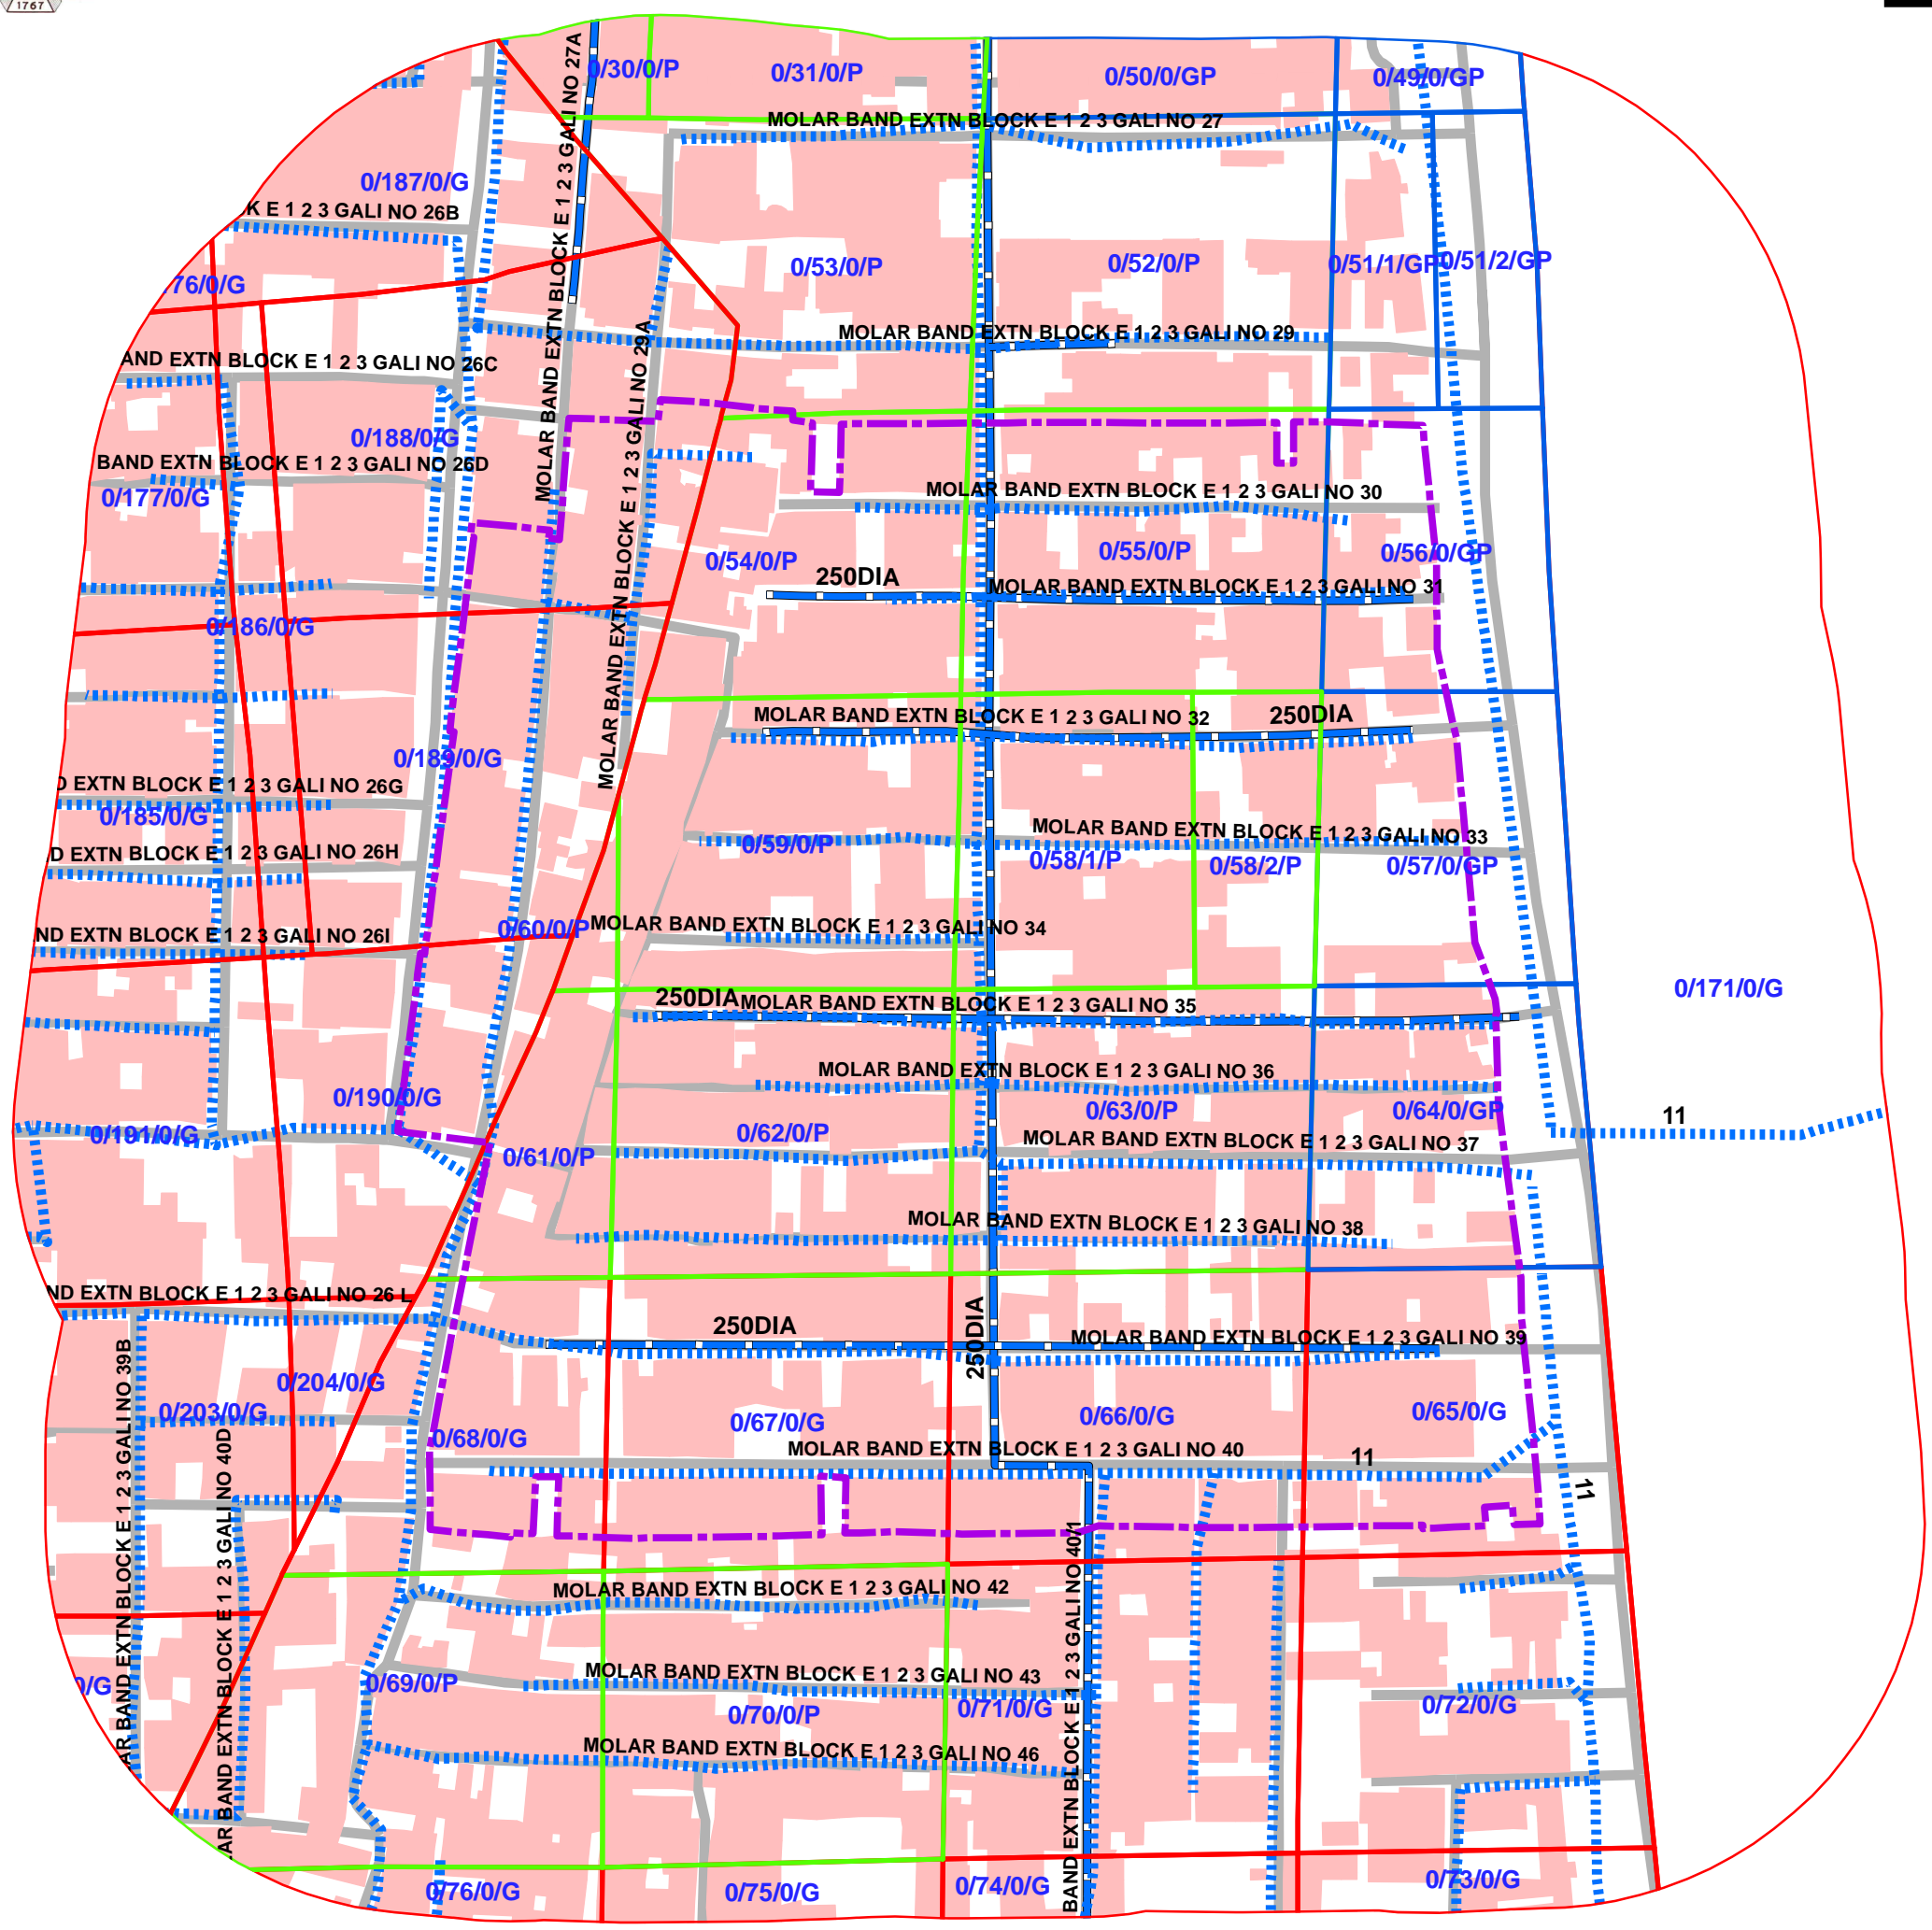 1767
0/30/0/P
0/31/0/P
0/50/0/GP
0/49/0/GP
MOLAR BAND EXTN BLOCK E 1 2 3 GALI NO 27A
MOLAR BAND EXTN BLOCK E 1 2 3 GALI NO 27
0/187/0/G
K E 1 2 3 GALI NO 26B
76/0/G
0/53/0/P
0/52/0/P
0/51/1/GP
0/51/2/GP
MOLAR BAND EXTN BLOCK E 1 2 3 GALI NO 29
AND EXTN BLOCK E 1 2 3 GALI NO 26C
MOLAR BAND EXTN BLOCK E 1 2 3 GALI NO 29A
0/188/0/G
BAND EXTN BLOCK E 1 2 3 GALI NO 26D
0/177/0/G
MOLAR BAND EXTN BLOCK E 1 2 3 GALI NO 30
0/54/0/P
0/55/0/P
0/56/0/GP
250DIA
MOLAR BAND EXTN BLOCK E 1 2 3 GALI NO 31
0/186/0/G
MOLAR BAND EXTN BLOCK E 1 2 3 GALI NO 32
250DIA
0/189/0/G
D EXTN BLOCK E 1 2 3 GALI NO 26G
0/185/0/G
MOLAR BAND EXTN BLOCK E 1 2 3 GALI NO 33
0/59/0/P
D EXTN BLOCK E 1 2 3 GALI NO 26H
0/58/1/P
0/58/2/P
0/57/0/GP
0/60/0/P
MOLAR BAND EXTN BLOCK E 1 2 3 GALI NO 34
ND EXTN BLOCK E 1 2 3 GALI NO 26I
0/171/0/G
250DIA
MOLAR BAND EXTN BLOCK E 1 2 3 GALI NO 35
MOLAR BAND EXTN BLOCK E 1 2 3 GALI NO 36
0/190/0/G
0/63/0/P
0/64/0/GP
11
0/191/0/G
0/62/0/P
MOLAR BAND EXTN BLOCK E 1 2 3 GALI NO 37
0/61/0/P
MOLAR BAND EXTN BLOCK E 1 2 3 GALI NO 38
ND EXTN BLOCK E 1 2 3 GALI NO 26 L
250DIA
250DIA
MOLAR BAND EXTN BLOCK E 1 2 3 GALI NO 39
AR BAND EXTN BLOCK E 1 2 3 GALI NO 39B
0/204/0/G
0/203/0/G
0/68/0/G
0/67/0/G
0/66/0/G
0/65/0/G
MOLAR BAND EXTN BLOCK E 1 2 3 GALI NO 40
11
11
AR BAND EXTN BLOCK E 1 2 3 GALI NO 40D
BAND EXTN BLOCK E 1 2 3 GALI NO 40/1
MOLAR BAND EXTN BLOCK E 1 2 3 GALI NO 42
MOLAR BAND EXTN BLOCK E 1 2 3 GALI NO 43
/G
0/69/0/P
0/70/0/P
0/71/0/G
0/72/0/G
MOLAR BAND EXTN BLOCK E 1 2 3 GALI NO 46
0/76/0/G
0/75/0/G
0/74/0/G
0/73/0/G